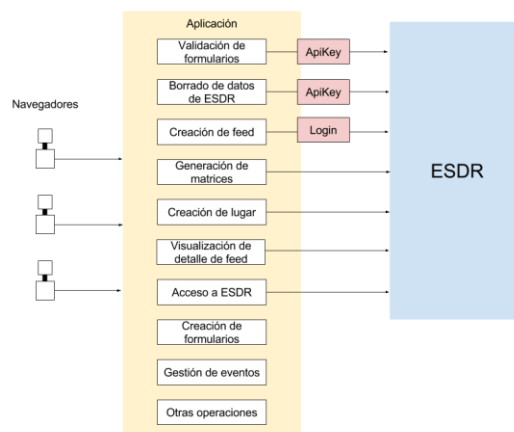 Aplicación
Validación de
formularios
ApiKey
Borrado de datos
de ESDR
ApiKey
Navegadores
Creación de feed
Login
Generación de
matrices
ESDR
Creación de lugar
Visualización de
detalle de feed
Acceso a ESDR
Creación de
formularios
Gestión de eventos
Otras operaciones